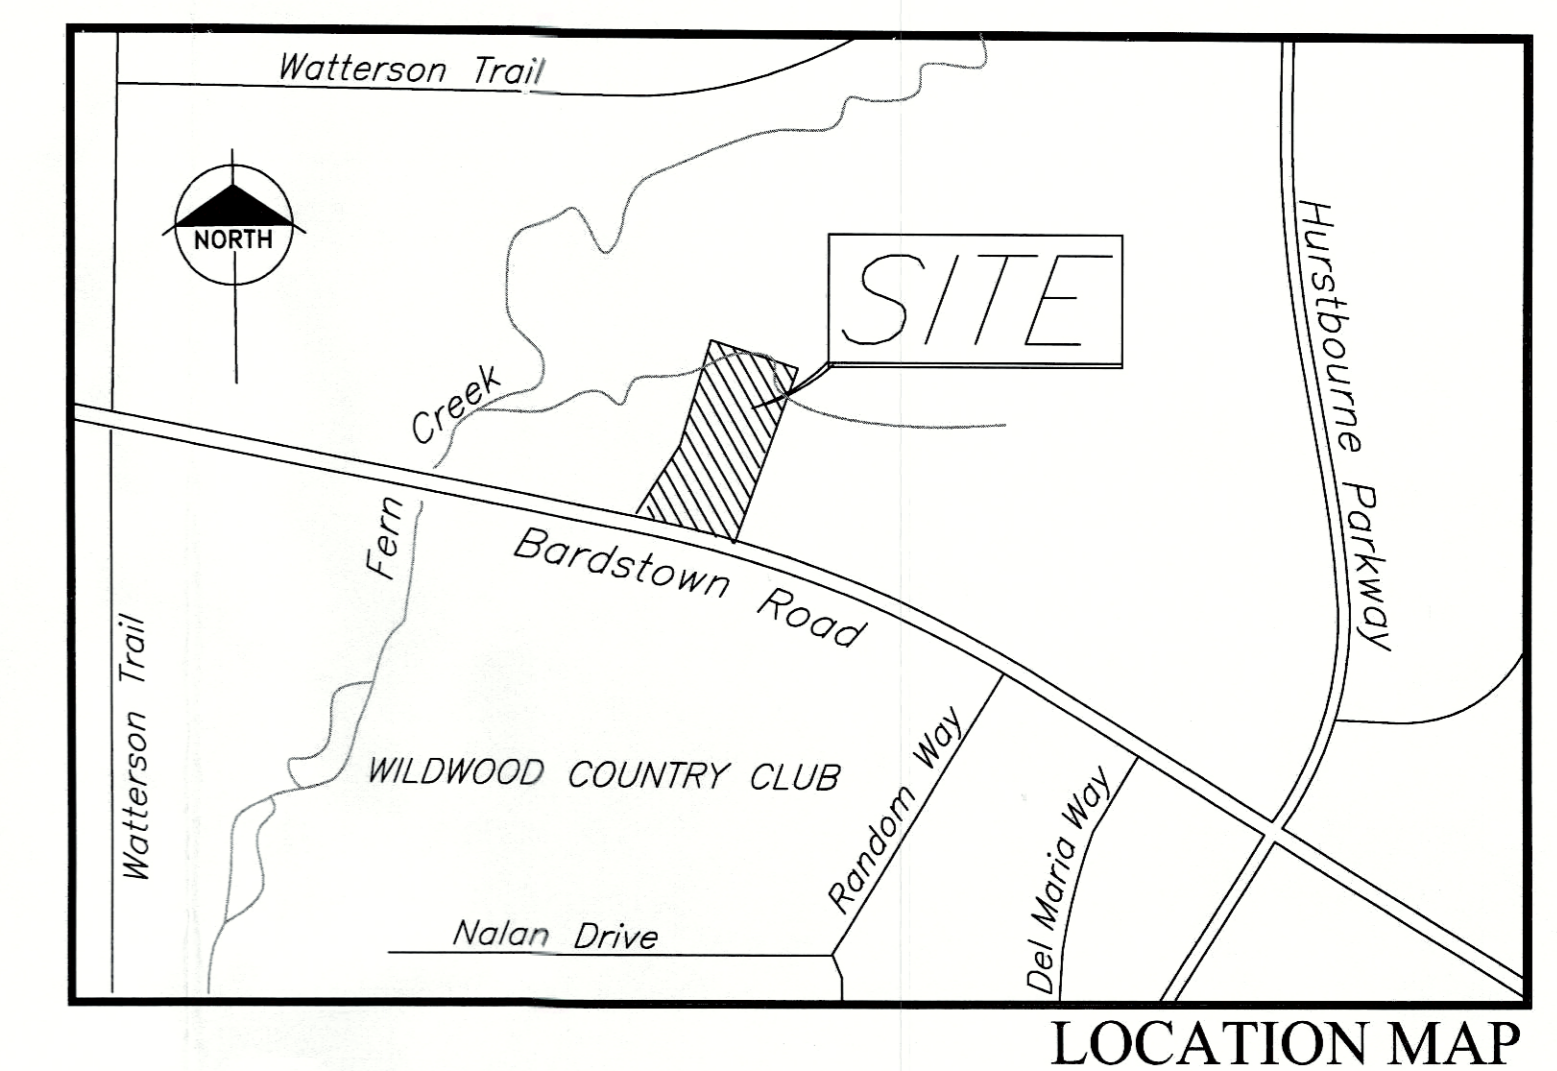 Watterson Trail
NORTH
SITE
Hurstbourne Parkway
Fern Creek
Bardstown Road
Watterson Trail
WILDWOOD COUNTRY CLUB
Random Way
Del Maria Way
Nalan Drive
LOCATION MAP